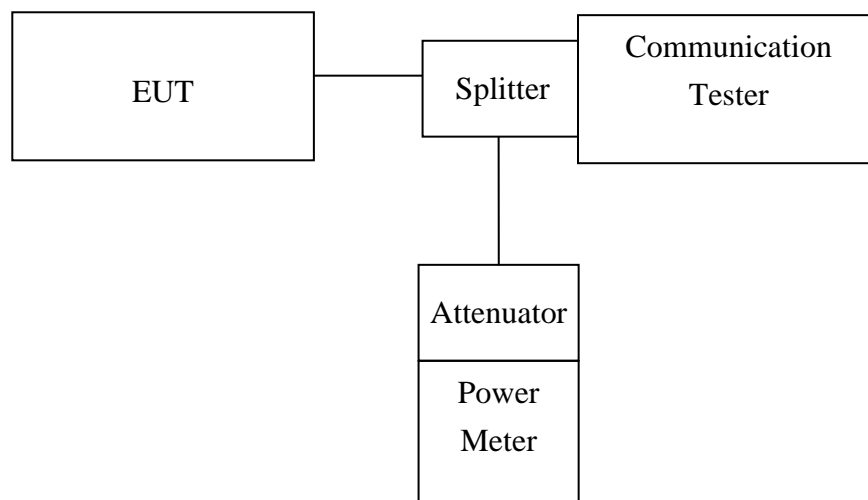 EUT
Splitter
Communication
Tester
Attenuator
Power
Meter